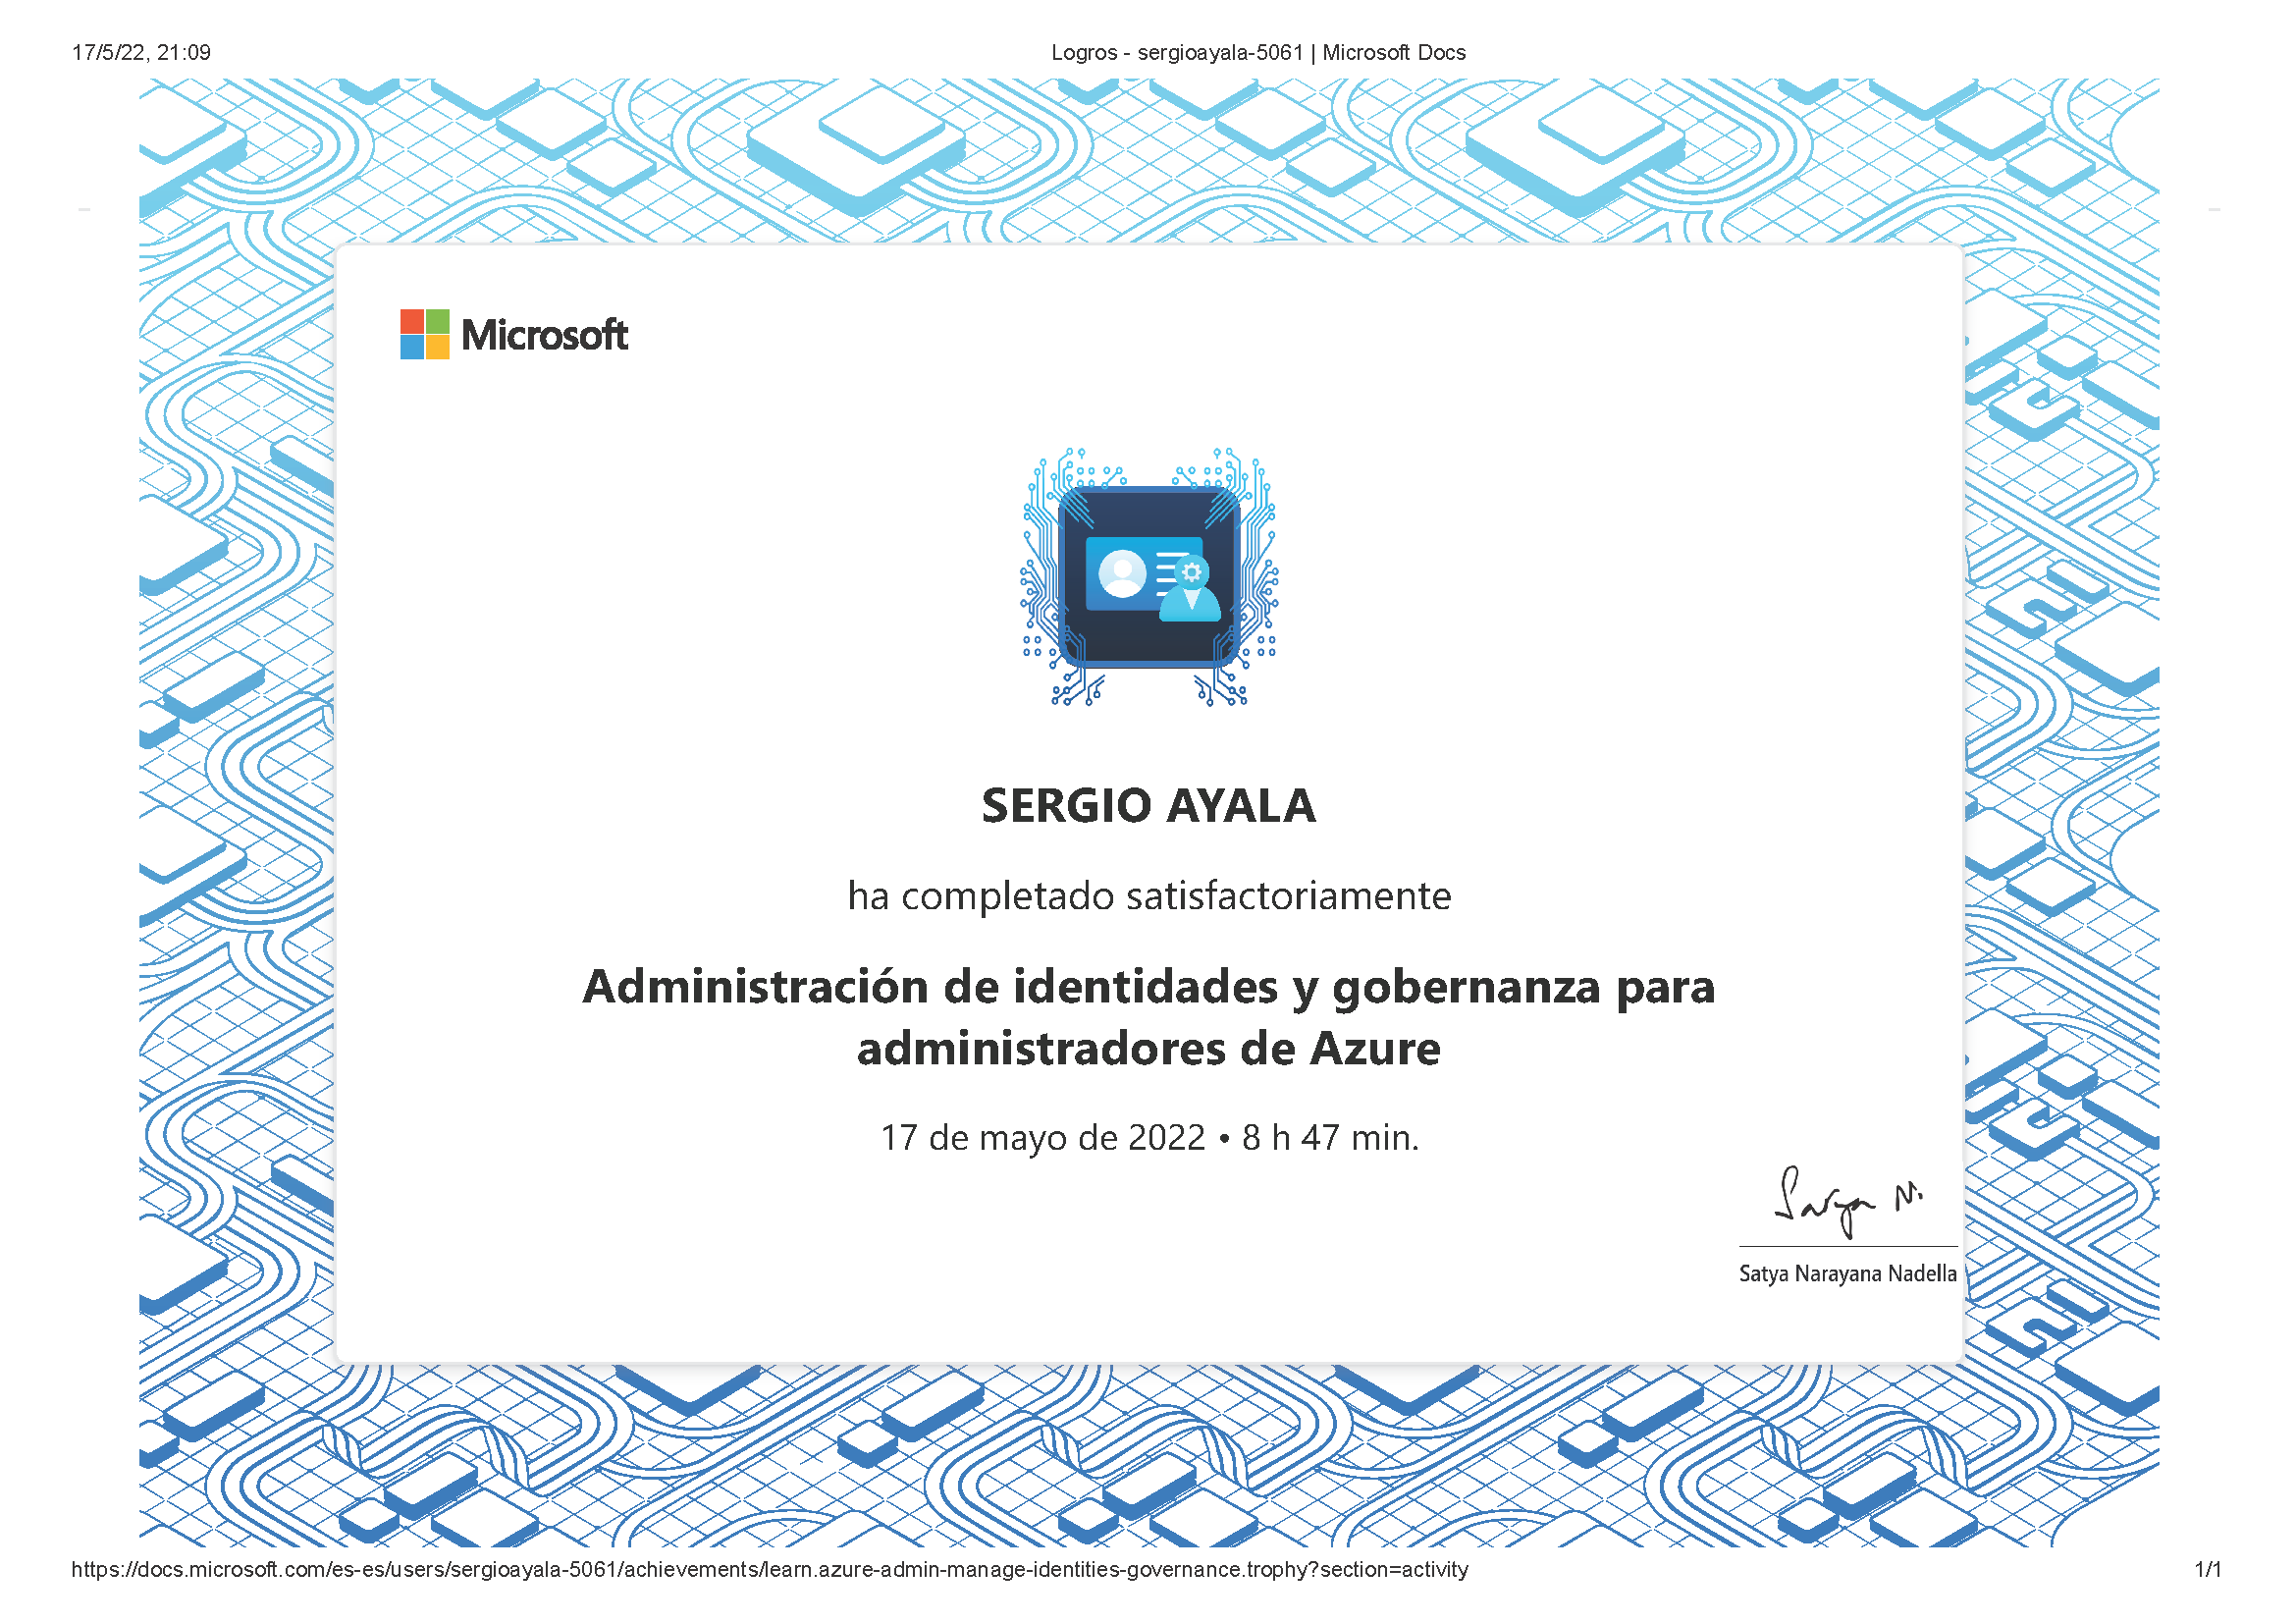 17/5/22, 21:09
Logros - sergioayala-5061 | Microsoft Docs
Microsoft
SERGIO AYALA
ha completado satisfactoriamente
Administración de identidades y gobernanza para
administradores de Azure
17 de mayo de 2022 • 8 h 47 min.
Satya N.
Satya Narayana Nadella
https://docs.microsoft.com/es-es/users/sergioayala-5061/achievements/learn.azure-admin-manage-identities-governance.trophy?section=activity
1/1